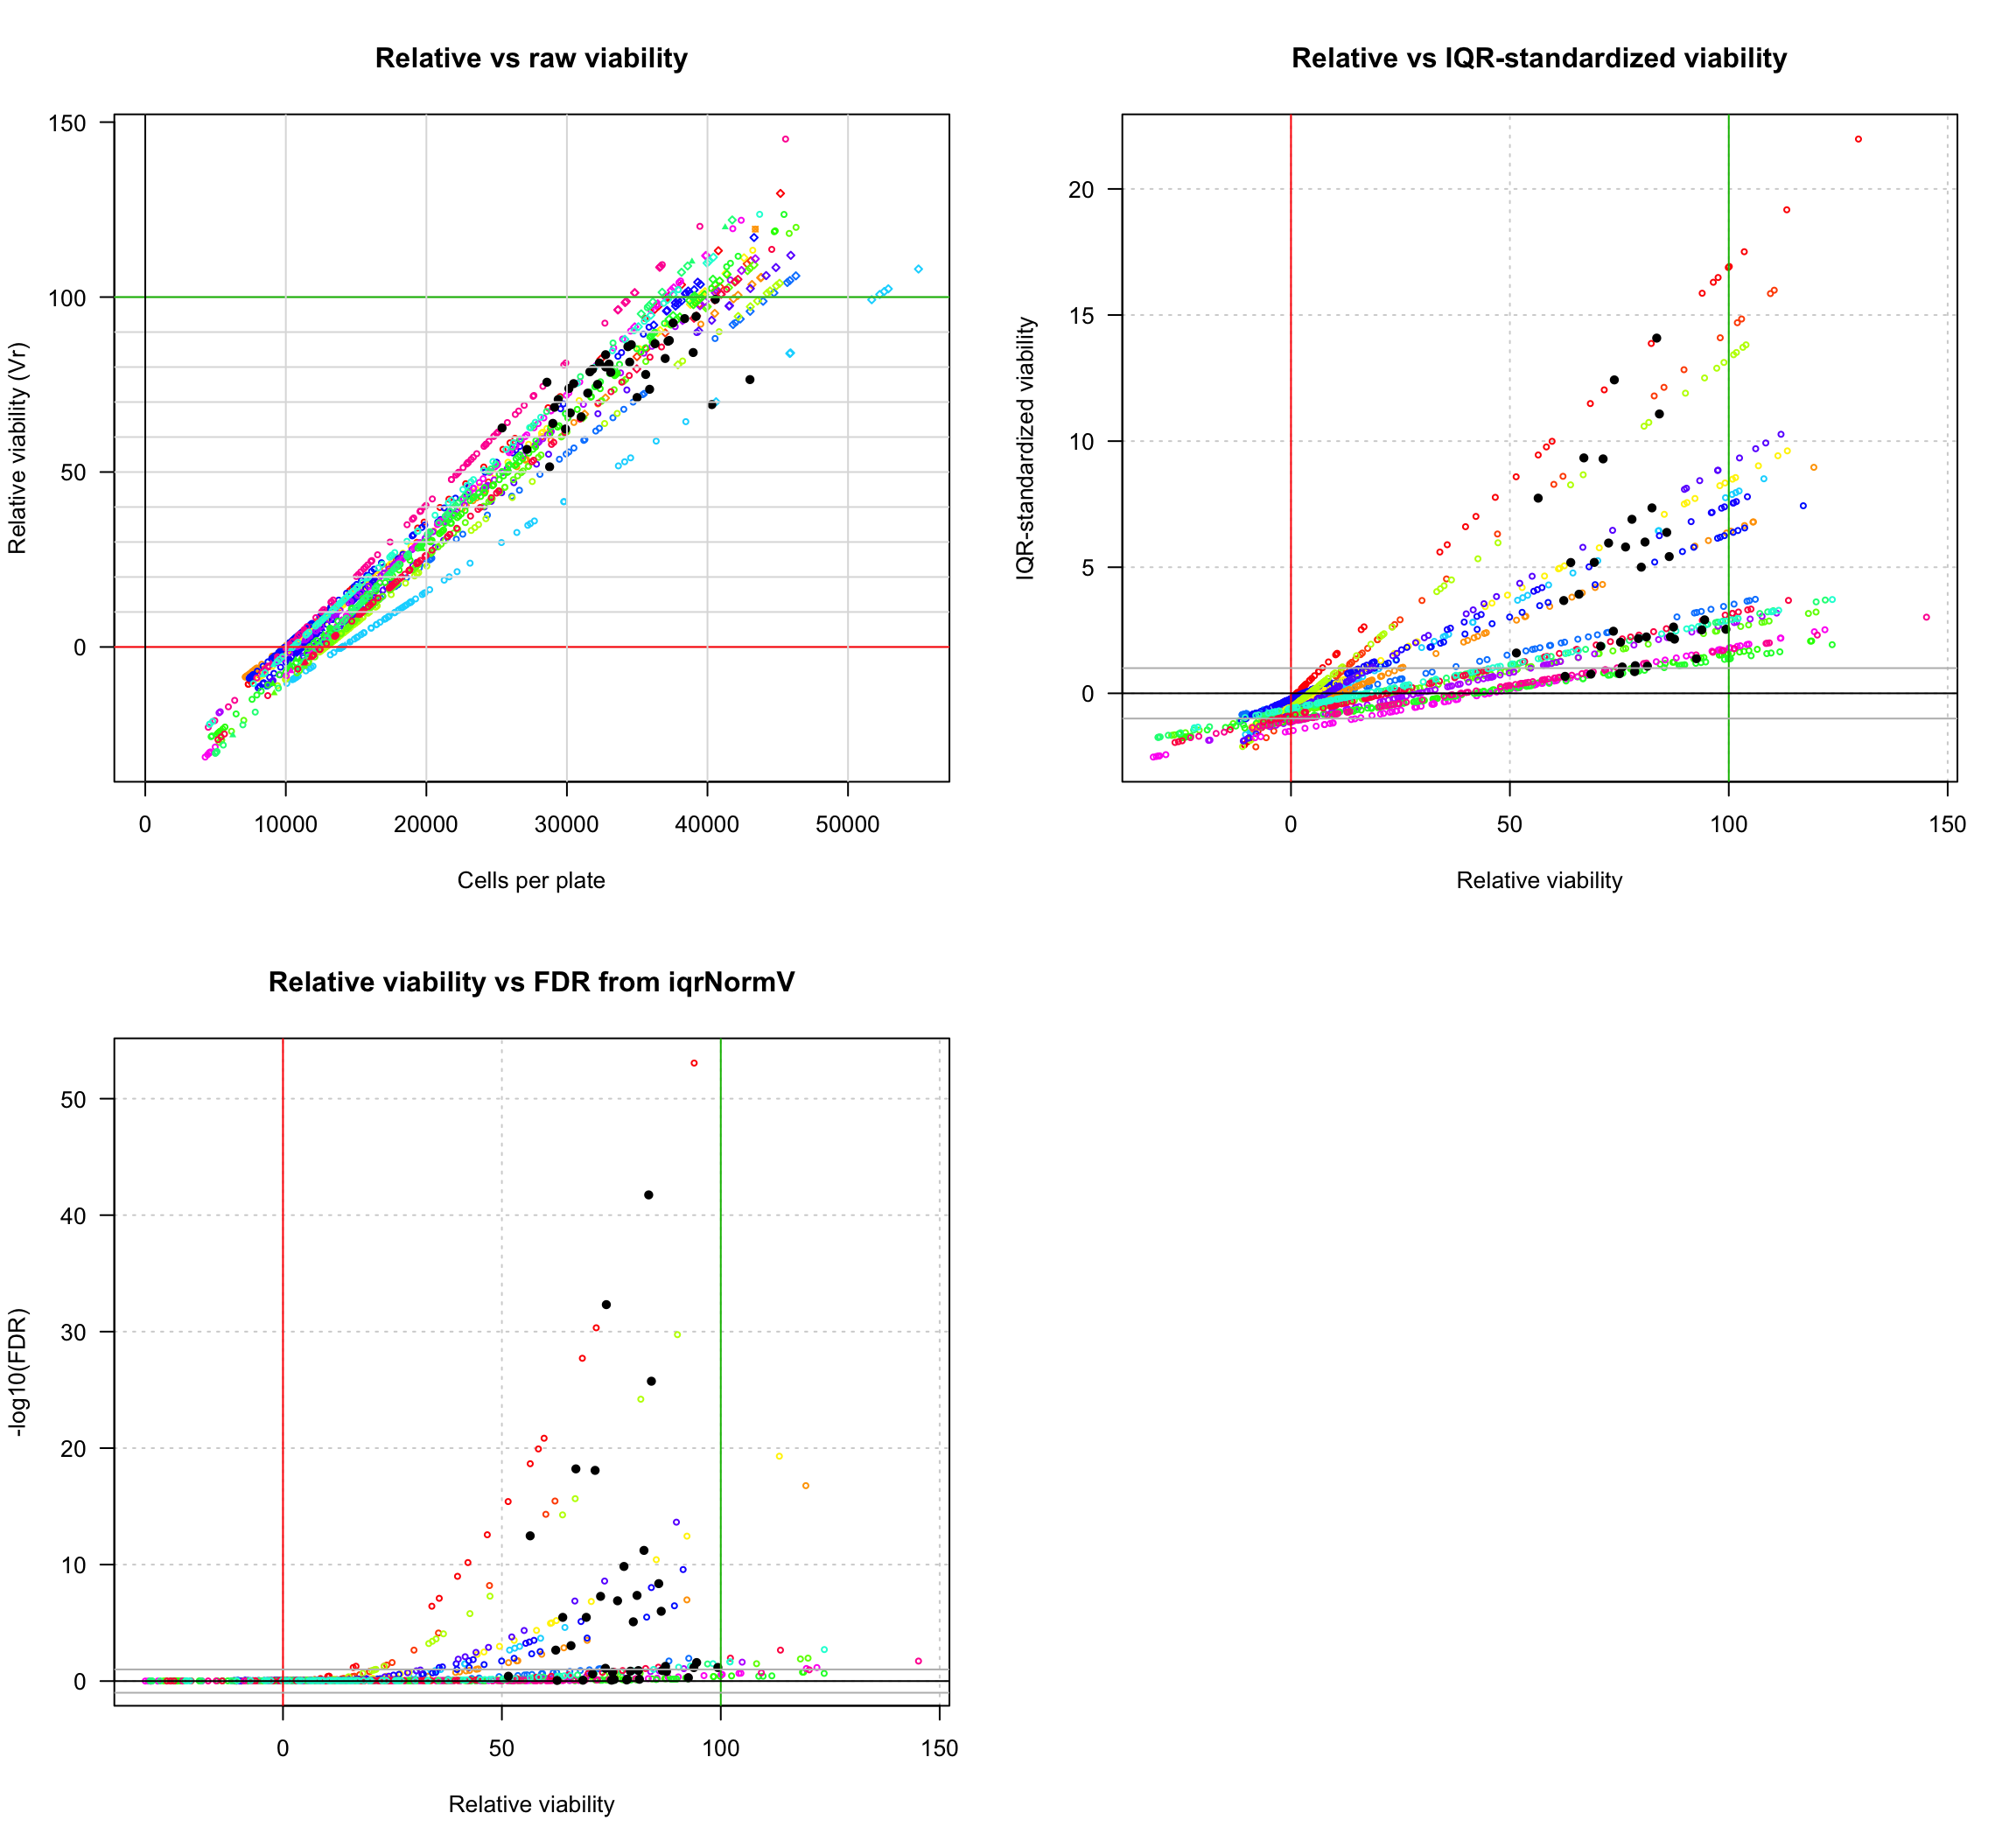 Relative vs raw viability
150
100
50
0
Relative viability (Vr)
0 10000 20000 30000 40000 50000
Cells per plate
Relative vs IQR-standardized viability
20
15
10
5
0
IQR-standardized viability
0 50 100 150
Relative viability
Relative viability vs FDR from iqrNormV
50
40
30
20
10
0
-log10(FDR)
0 50 100 150
Relative viability